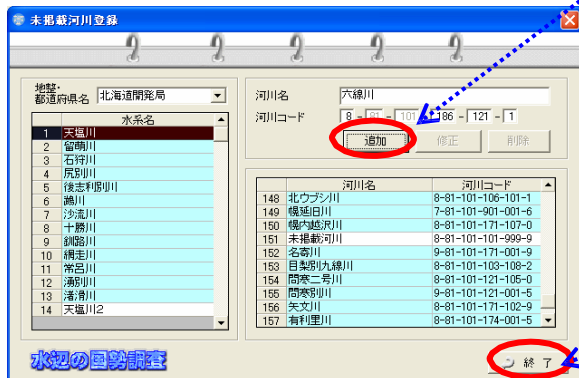 未掲載河川登録
地整・
都道府県名 北海道開発局
水系名
1 天塩川
2 留萌川
3 石狩川
4 尻別川
5 後志利別川
6 鵡川
7 沙流川
8 十勝川
9 釧路川
10 網走川
11 常呂川
12 湧別川
13 渚滑川
14 天塩川2
河川名 六線川
河川コード 8 - 81 - 101 - 186 - 121 - 1
追加 修正 削除
河川名 河川コード
148 北ウブシ川 8-81-101-106-101-1
149 幌延旧川 7-81-101-901-001-6
150 幌内越沢川 8-81-101-171-107-0
151 未掲載河川 8-81-101-101-999-9
152 名寄川 9-81-101-171-001-9
153 目梨別九線川 8-81-101-103-108-2
154 問寒二号川 8-81-101-121-105-0
155 問寒別川 9-81-101-121-001-5
156 矢文川 8-81-101-171-102-9
157 有利里川 8-81-101-174-001-5
水辺の国勢調査
終 了